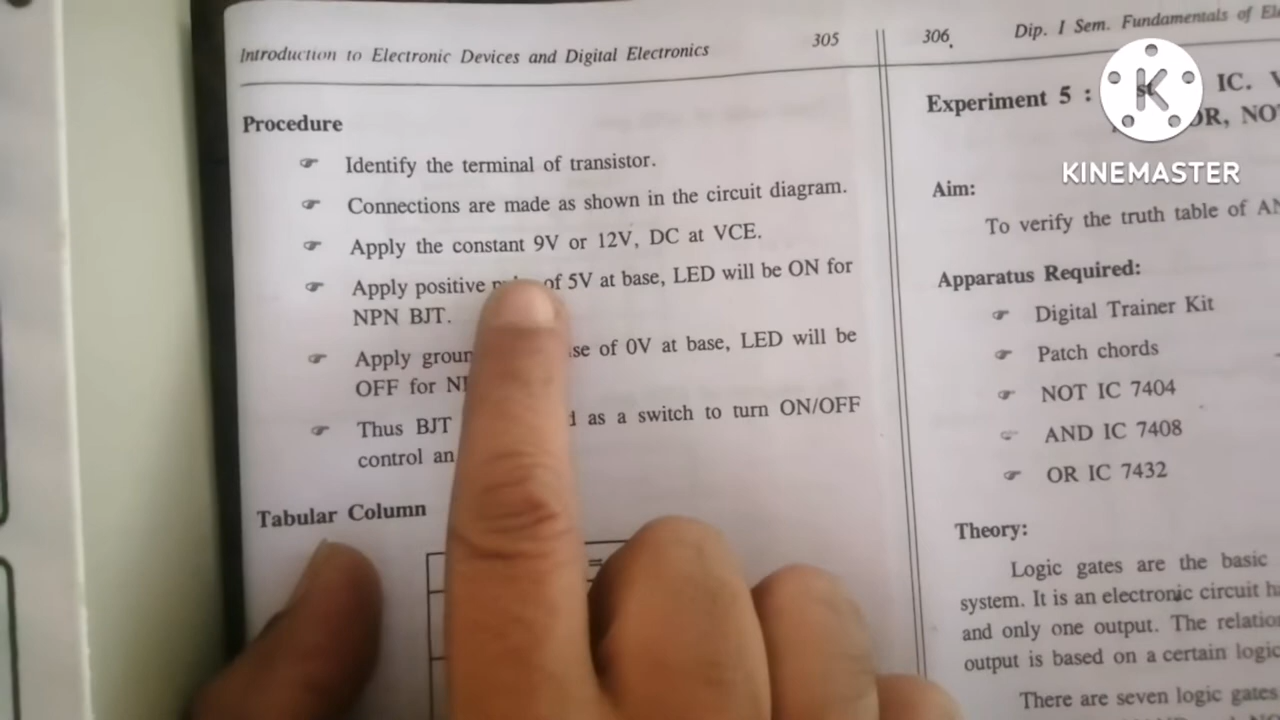 Introduction to Electronic Devices and Digital Electronics 305
Procedure
☞ Identify the terminal of transistor.
☞ Connections are made as shown in the circuit diagram.
☞ Apply the constant 9V or 12V, DC at VCE.
☞ Apply positive of 5V at base, LED will be ON for
NPN BJT.
☞ Apply of 0V at base, LED will be
OFF for
☞ Thus BJT as a switch to turn ON/OFF
control
Tabular Column
=
306 Dip. I Sem. Fundamentals of
Experiment 5 : IC.
Aim:
To verify the truth table of
Apparatus Required:
☞ Digital Trainer Kit
☞ Patch chords
☞ NOT IC 7404
☞ AND IC 7408
☞ OR IC 7432
Theory:
Logic gates are the basic
system. It is an electronic circuit
and only one output. The
output is based on a certain
There are seven logic gates
K
KINEMASTER